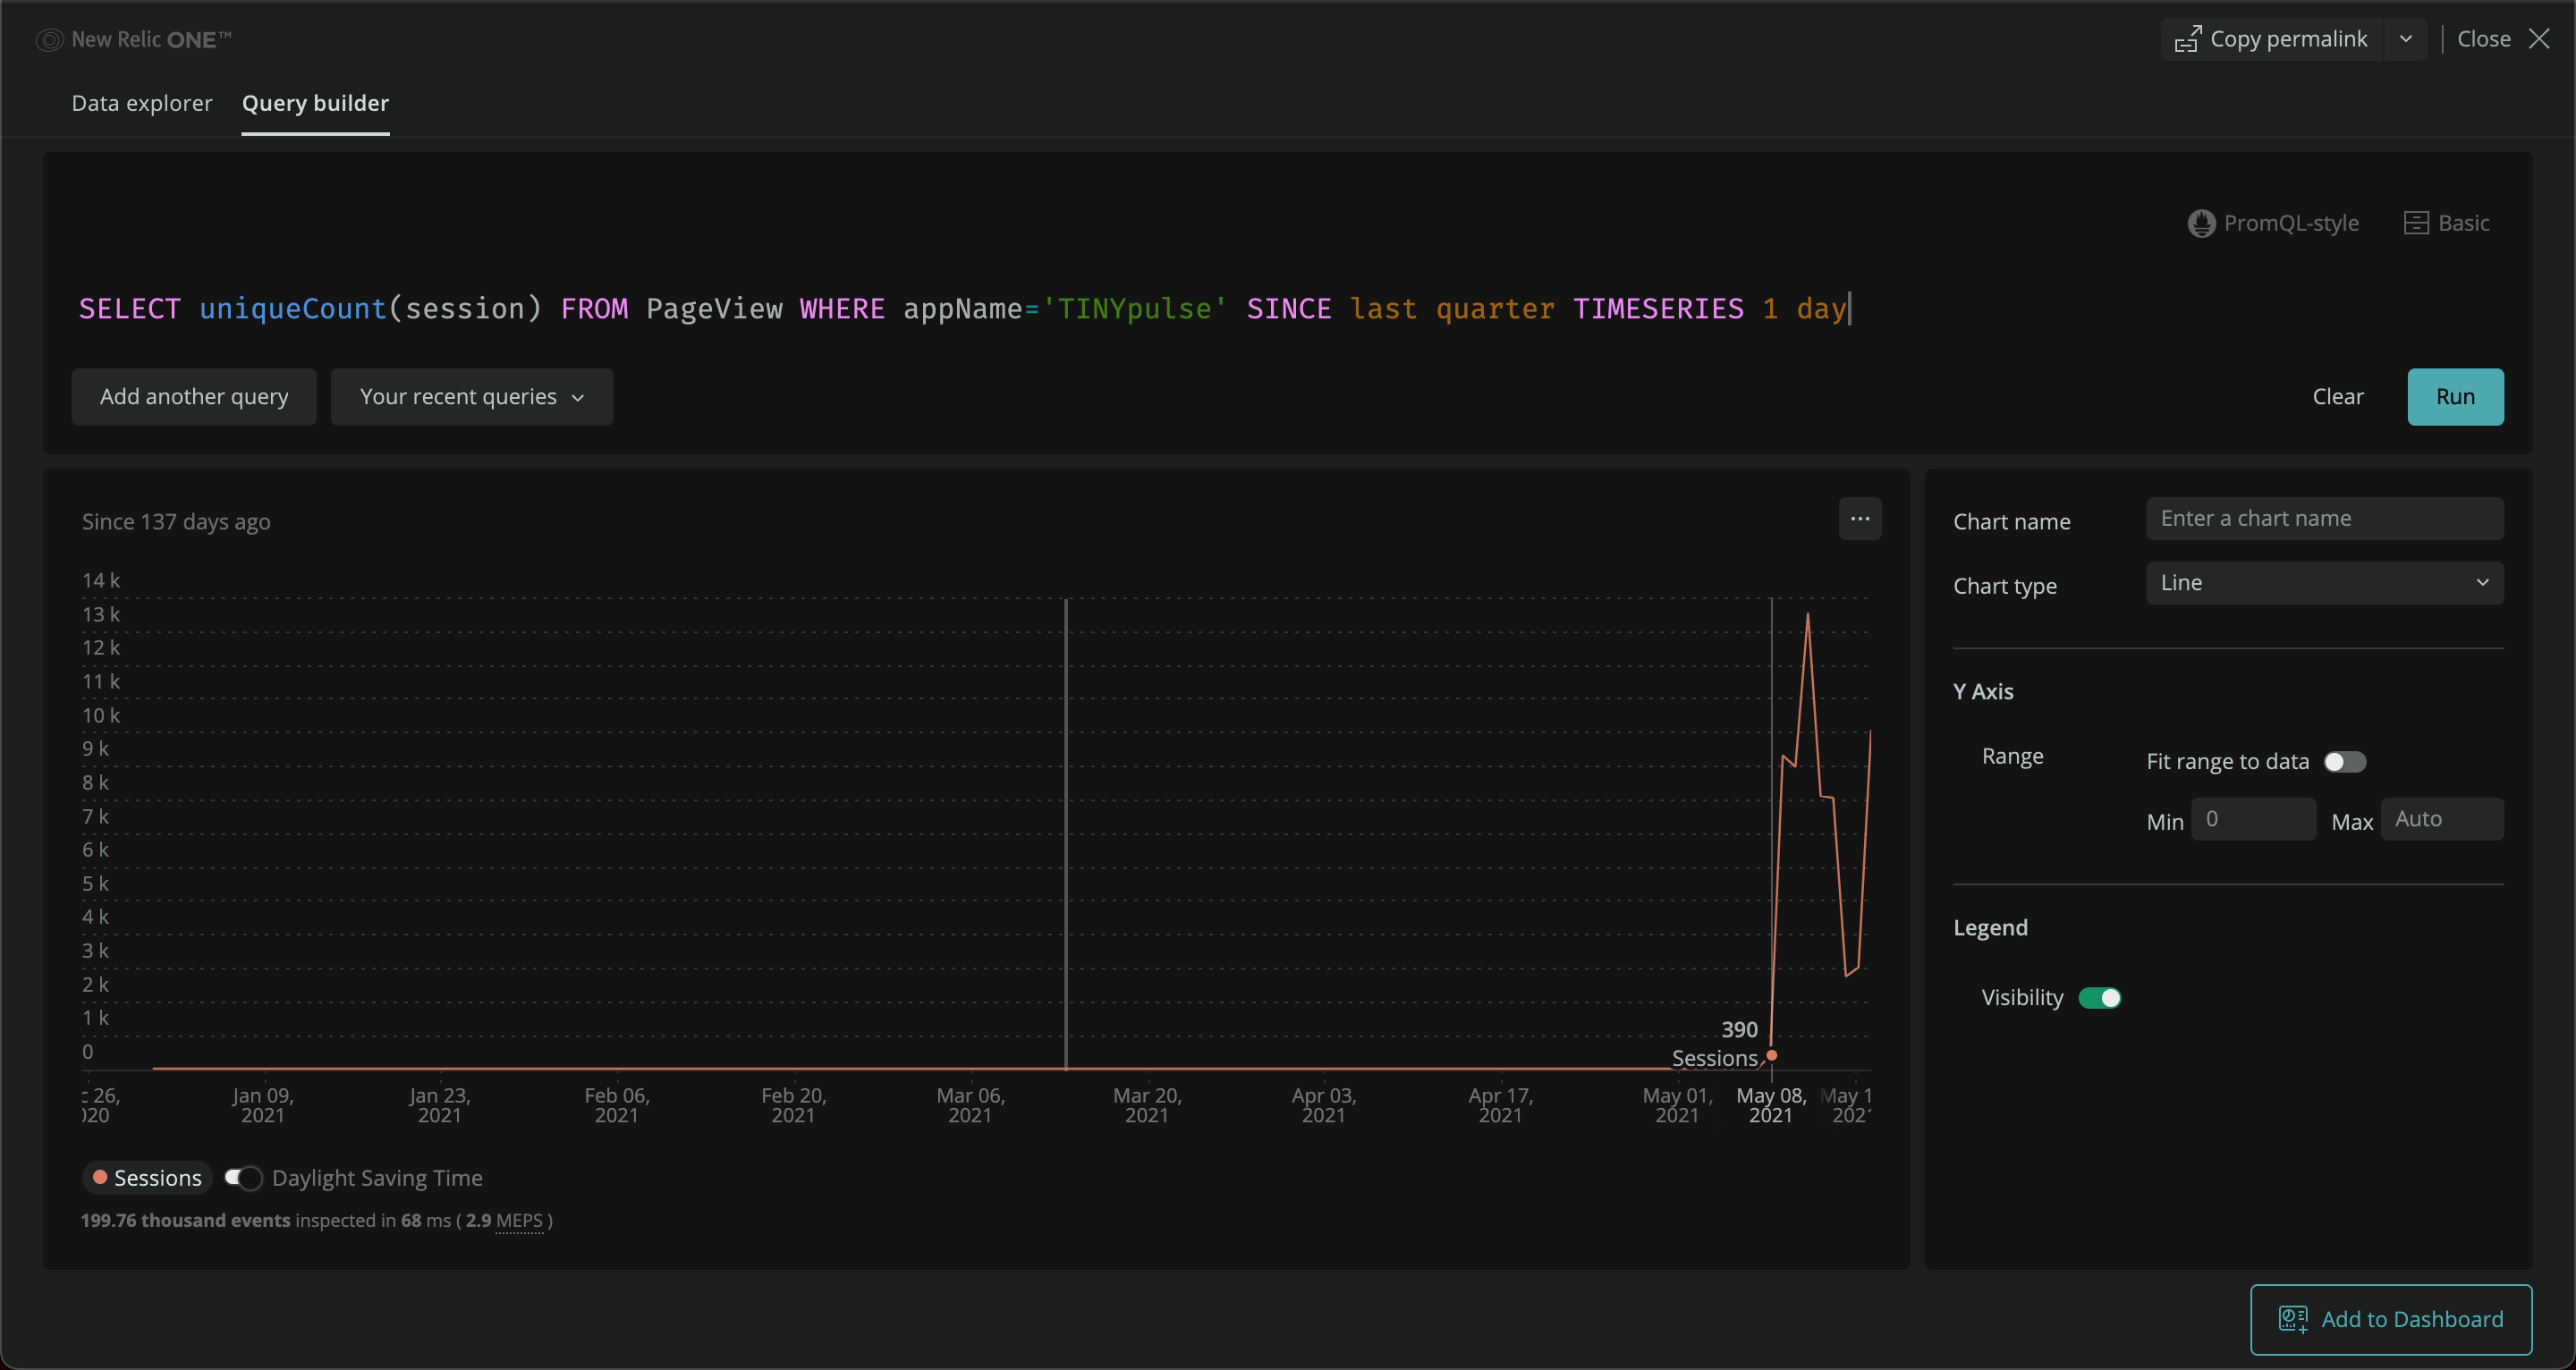 New Relic ONE™
Copy permalink
Close
Data explorer
Query builder
PromQL-style
Basic
SELECT uniqueCount(session) FROM PageView WHERE appName='TINYpulse' SINCE last quarter TIMESERIES 1 day
Add another query
Your recent queries
Clear
Run
Since 137 days ago
...
14 k
13 k
12 k
11 k
10 k
9 k
8 k
7 k
6 k
5 k
4 k
3 k
2 k
1 k
0
390
Sessions
26,
020
Jan 09,
2021
Jan 23,
2021
Feb 06,
2021
Feb 20,
2021
Mar 06,
2021
Mar 20,
2021
Apr 03,
2021
Apr 17,
2021
May 01,
2021
May 08,
2021
May 1
202
Sessions
Daylight Saving Time
199.76 thousand events inspected in 68 ms ( 2.9 MEPS )
Chart name
Enter a chart name
Chart type
Line
Y Axis
Range
Fit range to data
Min
0
Max
Auto
Legend
Visibility
Add to Dashboard